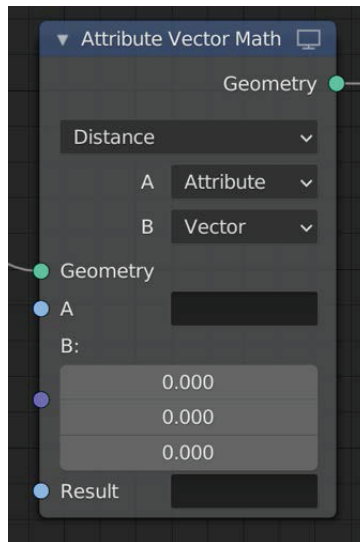 Attribute Vector Math
Geometry
Distance
A Attribute
B Vector
Geometry
A
B:
0.000
0.000
0.000
Result